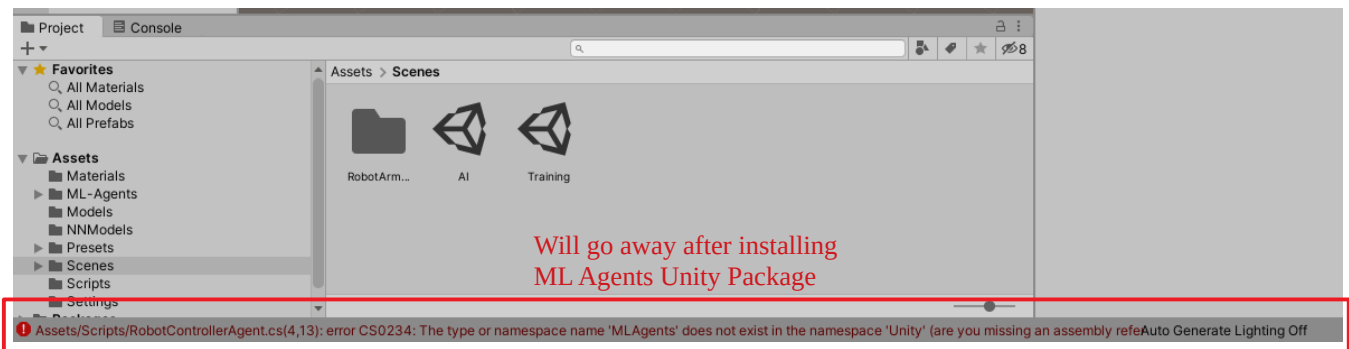 Project Console
8
Favorites
All Materials
All Models
All Prefabs
Assets
Materials
ML-Agents
Models
NNModels
Presets
Scenes
Scripts
Settings
Packages
Assets > Scenes
RobotArm...
AI
Training
Will go away after installing
ML Agents Unity Package
Assets/Scripts/RobotControllerAgent.cs(4,13): error CS0234: The type or namespace name 'MLAgents' does not exist in the namespace 'Unity' (are you missing an assembly refe
Auto Generate Lighting Off